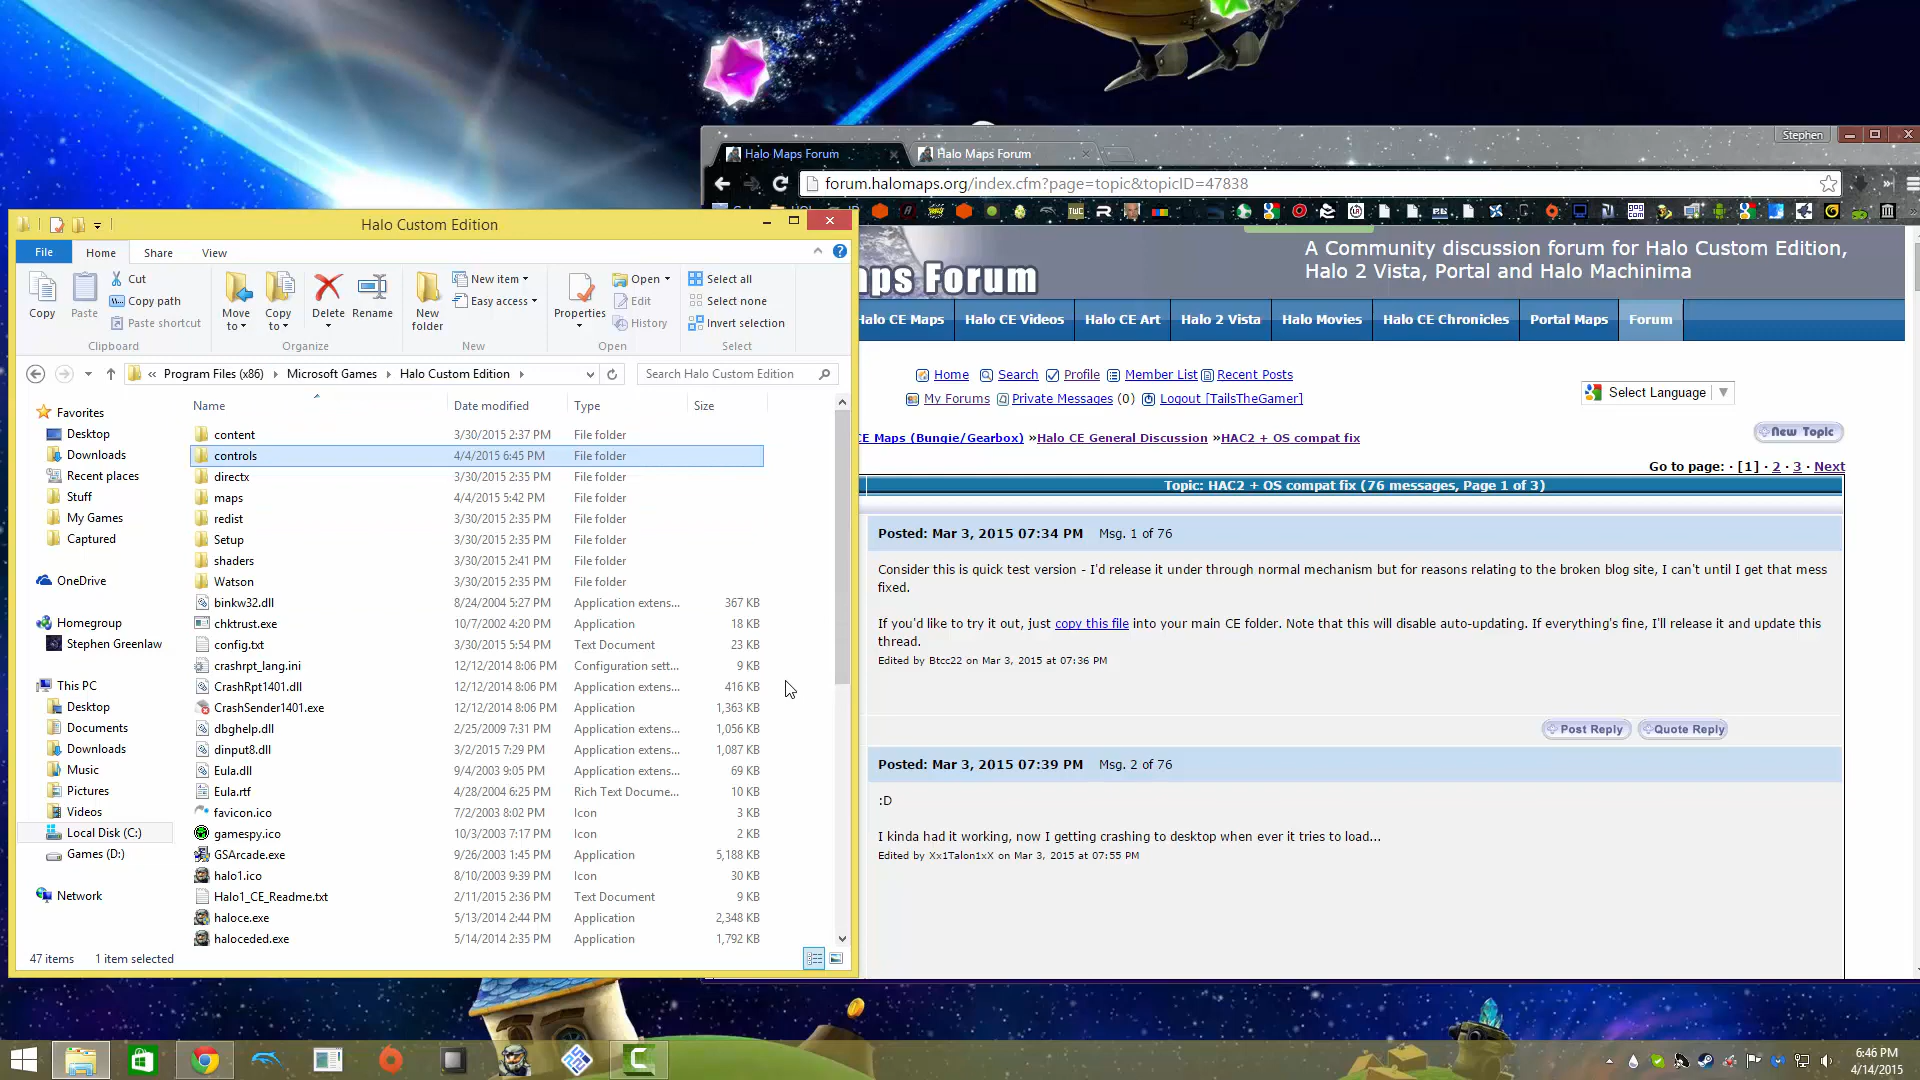 Halo Custom Edition
File Home Share View
Copy
Paste
Cut
Copy path
Paste shortcut
Clipboard
Move to
Copy to
Delete
Rename
Organize
New folder
New item
Easy access
New
Properties
Open
Edit
History
Open
Select all
Select none
Invert selection
Select
« Program Files (x86) Microsoft Games Halo Custom Edition
Search Halo Custom Edition
Favorites
Desktop
Downloads
Recent places
Stuff
My Games
Captured
OneDrive
Homegroup
Stephen Greenlaw
This PC
Desktop
Documents
Downloads
Music
Pictures
Videos
Local Disk (C:)
Games (D:)
Network
Name Date modified Type Size
content 3/30/2015 2:37 PM File folder
controls 4/4/2015 6:45 PM File folder
directx 3/30/2015 2:35 PM File folder
maps 4/4/2015 5:42 PM File folder
redist 3/30/2015 2:35 PM File folder
Setup 3/30/2015 2:35 PM File folder
shaders 3/30/2015 2:41 PM File folder
Watson 3/30/2015 2:35 PM File folder
binkw32.dll 8/24/2004 5:27 PM Application extens... 367 KB
chktrust.exe 10/7/2002 4:20 PM Application 18 KB
config.txt 3/30/2015 5:54 PM Text Document 23 KB
crashrpt_lang.ini 12/12/2014 8:06 PM Configuration sett... 9 KB
CrashRpt1401.dll 12/12/2014 8:06 PM Application extens... 416 KB
CrashSender1401.exe 12/12/2014 8:06 PM Application 1,363 KB
dbghelp.dll 2/25/2009 7:31 PM Application extens... 1,056 KB
dinput8.dll 3/2/2015 7:29 PM Application extens... 1,087 KB
Eula.dll 9/4/2003 9:05 PM Application extens... 69 KB
Eula.rtf 4/28/2004 6:25 PM Rich Text Docume... 10 KB
favicon.ico 7/2/2003 8:02 PM Icon 3 KB
gamespy.ico 10/3/2003 7:17 PM Icon 2 KB
GSArcade.exe 9/26/2003 1:45 PM Application 5,188 KB
halo1.ico 8/10/2003 9:39 PM Icon 30 KB
Halo1_CE_Readme.txt 2/11/2015 2:36 PM Text Document 9 KB
haloce.exe 5/13/2014 2:44 PM Application 2,348 KB
haloceded.exe 5/14/2014 2:35 PM Application 1,792 KB
47 items 1 item selected
Stephen
Halo Maps Forum Halo Maps Forum
forum.halomaps.org/index.cfm?page=topic&topicID=47838
aps Forum
A Community discussion forum for Halo Custom Edition,
Halo 2 Vista, Portal and Halo Machinima
Halo CE Maps Halo CE Videos Halo CE Art Halo 2 Vista Halo Movies Halo CE Chronicles Portal Maps Forum
Home Search Profile Member List Recent Posts
My Forums Private Messages (0) Logout [TailsTheGamer]
Select Language
CE Maps (Bungie/Gearbox) »Halo CE General Discussion »HAC2 + OS compat fix
New Topic
Go to page: · [1] · 2 · 3 · Next
Topic: HAC2 + OS compat fix (76 messages, Page 1 of 3)
Posted: Mar 3, 2015 07:34 PM Msg. 1 of 76
Consider this is quick test version - I'd release it under through normal mechanism but for reasons relating to the broken blog site, I can't until I get that mess
fixed.
If you'd like to try it out, just copy this file into your main CE folder. Note that this will disable auto-updating. If everything's fine, I'll release it and update this
thread.
Edited by Btcc22 on Mar 3, 2015 at 07:36 PM
Post Reply Quote Reply
Posted: Mar 3, 2015 07:39 PM Msg. 2 of 76
:D
I kinda had it working, now I getting crashing to desktop when ever it tries to load...
Edited by Xx1Talon1xX on Mar 3, 2015 at 07:55 PM
6:46 PM
4/14/2015